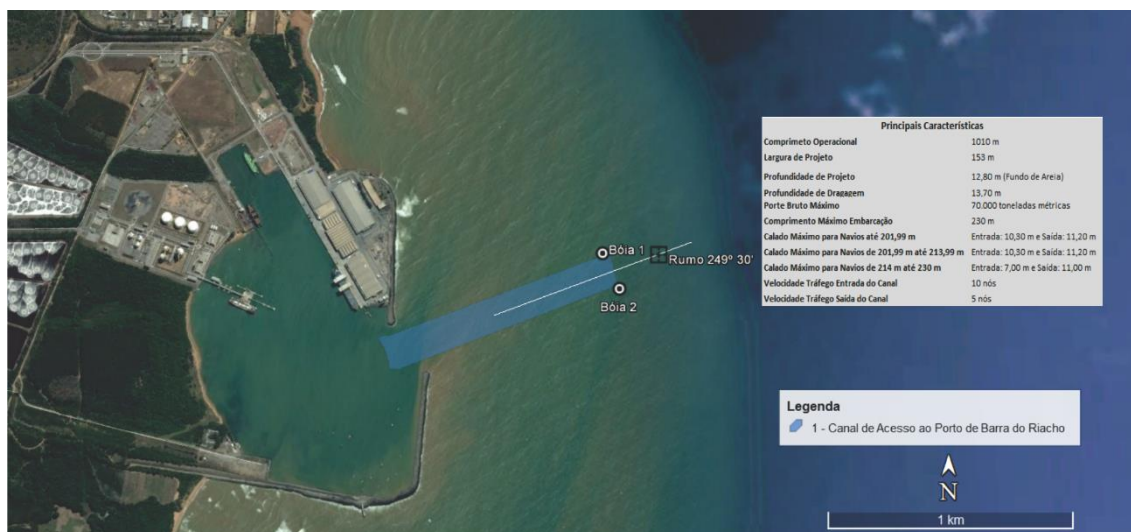 Principais Características
Comprimeto Operacional 1010 m
Largura de Projeto 153 m
Profundidade de Projeto 12,80 m (Fundo de Areia)
Profundidade de Dragagem 13,70 m
Porte Bruto Máximo 70.000 toneladas métricas
Comprimento Máximo Embarcação 230 m
Calado Máximo para Navios até 201,99 m Entrada: 10,30 m e Saída: 11,20 m
Calado Máximo para Navios de 201,99 m até 213,99 m Entrada: 10,30 m e Saída: 11,20 m
Calado Máximo para Navios de 214 m até 230 m Entrada: 7,00 m e Saída: 11,00 m
Velocidade Tráfego Entrada do Canal 10 nós
Velocidade Tráfego Saída do Canal 5 nós
Bóia 1
Rumo 249º 30'
Bóia 2
Legenda
1 - Canal de Acesso ao Porto de Barra do Riacho
N
1 km